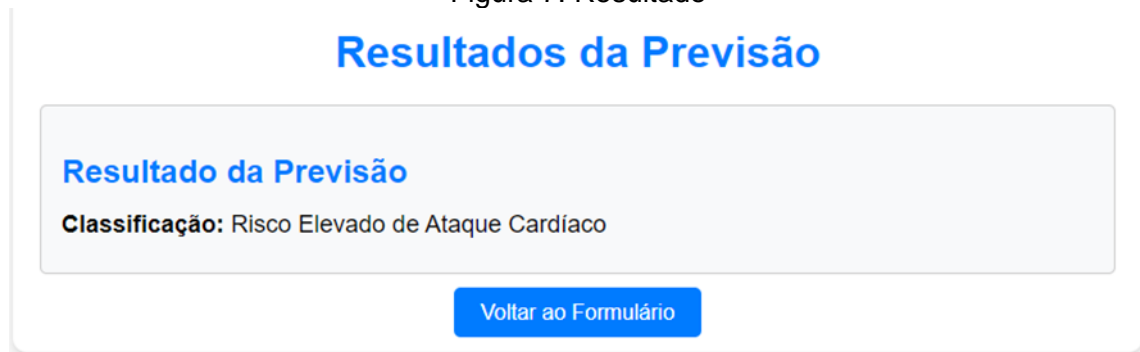 Resultados da Previsão
Resultado da Previsão
Classificação: Risco Elevado de Ataque Cardíaco
Voltar ao Formulário